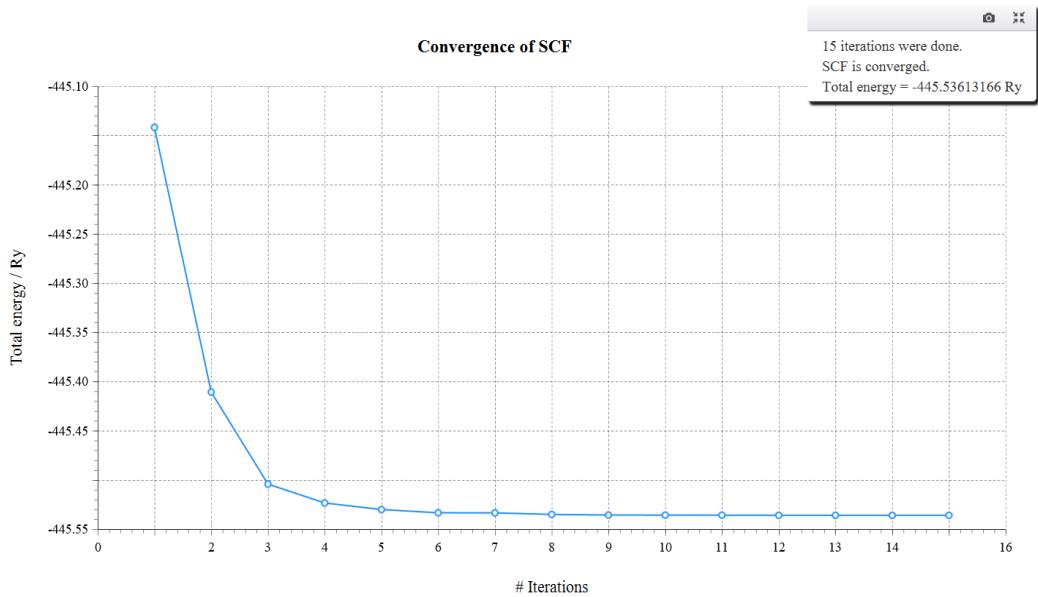 15 iterations were done.
SCF is converged.
Total energy = -445.53613166 Ry
Convergence of SCF
-445.10
-445.20
-445.25
-445.30
-445.35
-445.40
-445.45
-445.55
Total energy / Ry
0 2 3 4 5 6 7 8 9 10 11 12 13 14 16
# Iterations